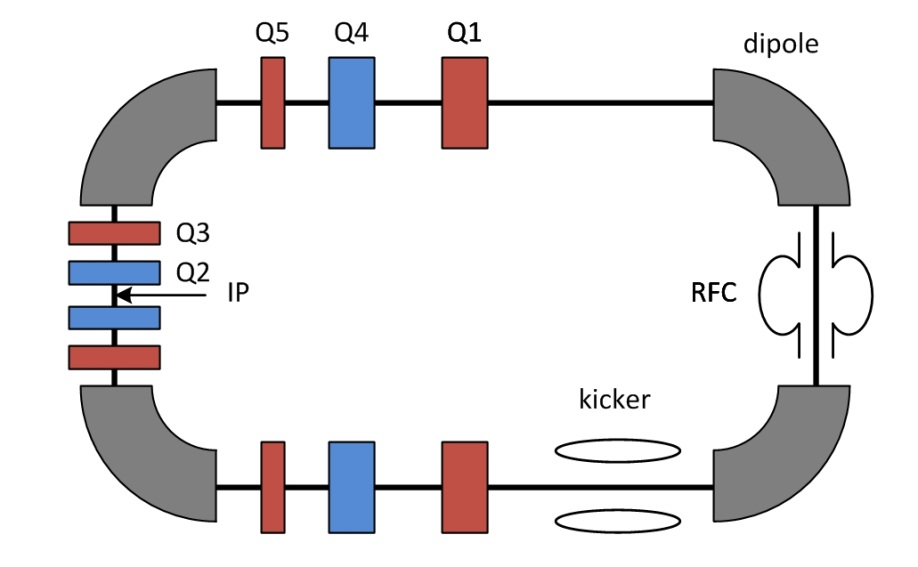 Q5 Q4 Q1
dipole
Q3
Q2
IP
RFC
kicker